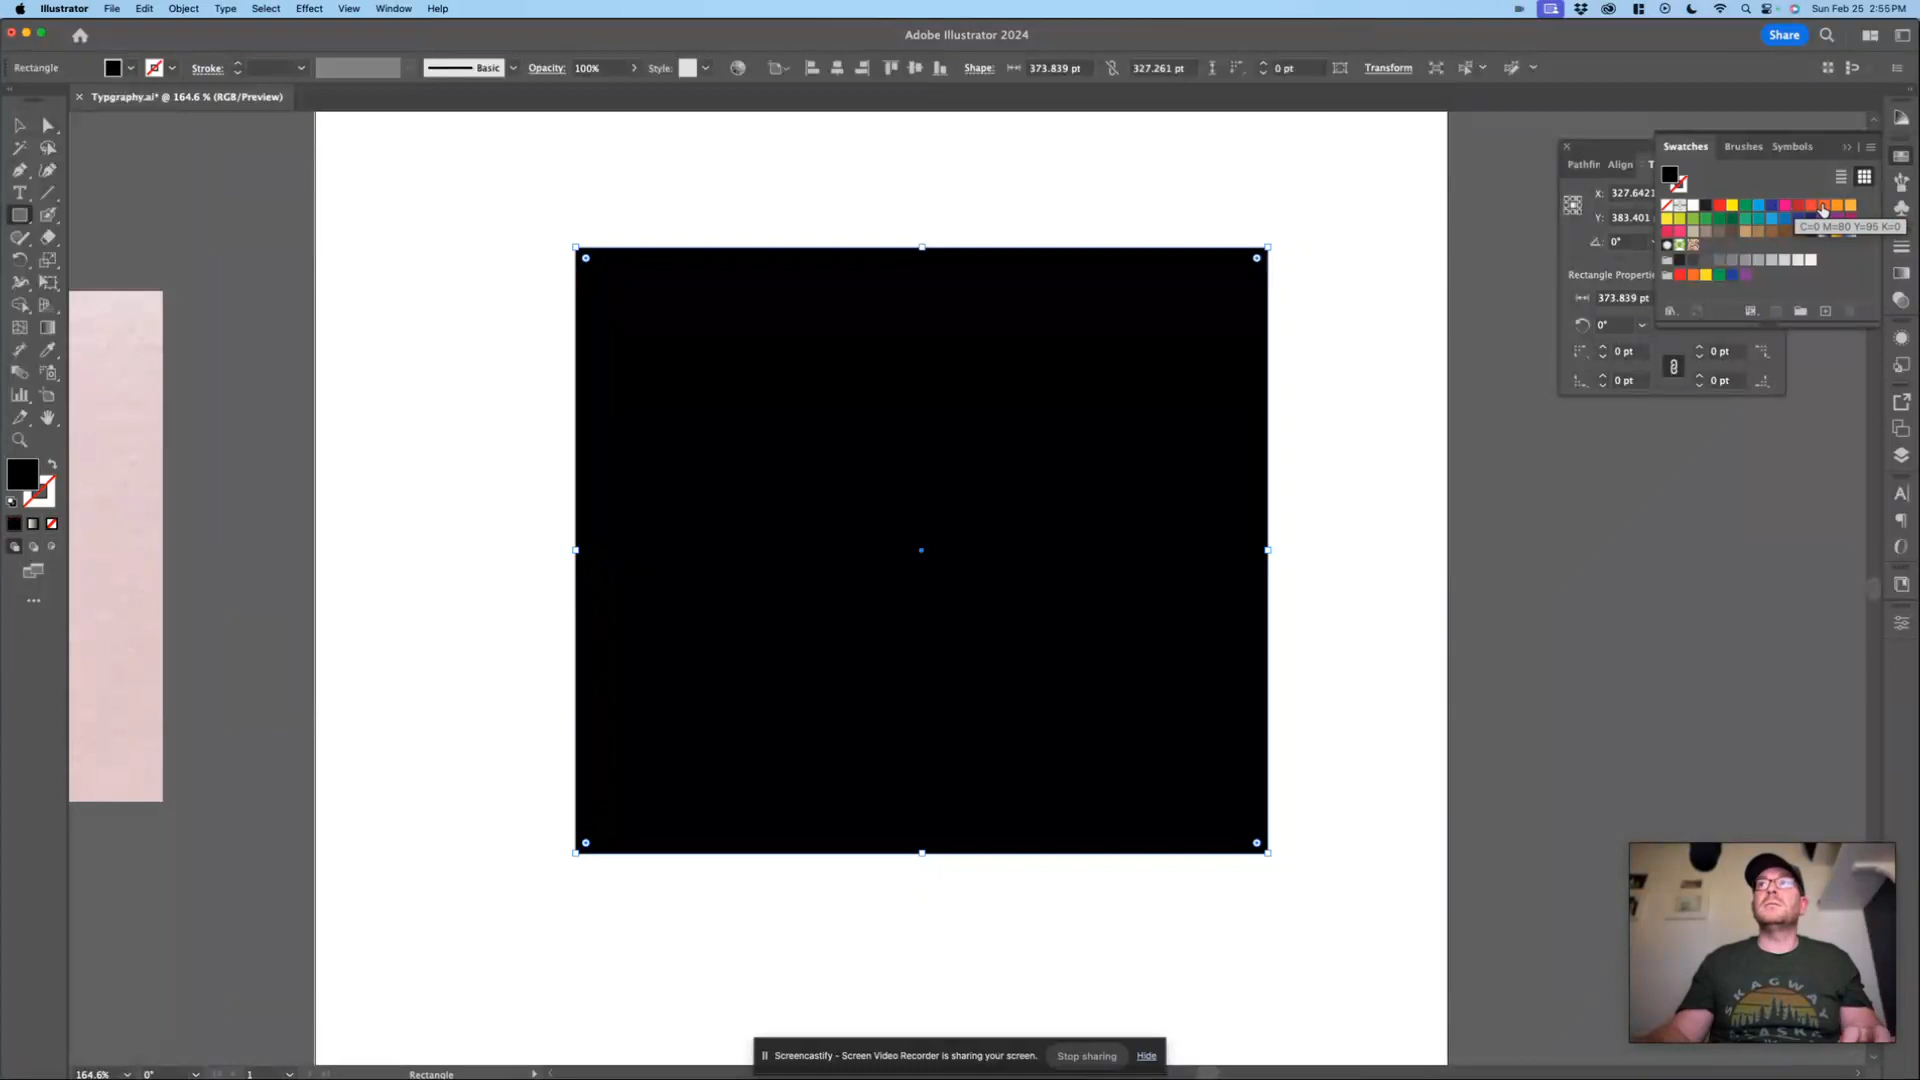 Illustrator File Edit Object Type Select Effect View Window Help
Sun Feb 25 2:55PM
Adobe Illustrator 2024
Share
Rectangle
Stroke:
Basic
Opacity: 100%
Style:
Shape: 373.839 pt
327.261 pt
0 pt
Transform
Typgraphy.ai* @ 164.6 % (RGB/Preview)
Swatches Brushes Symbols
Pathfin Align T
X: 327.6421
Y: 383.401
C=0 M=80 Y=95 K=0
0°
Rectangle Properti
373.839 pt
0°
0 pt 0 pt
0 pt 0 pt
SKAGWAY
ALASKA
Screencastify - Screen Video Recorder is sharing your screen. Stop sharing Hide
164.6% 0° 1 Rectangle